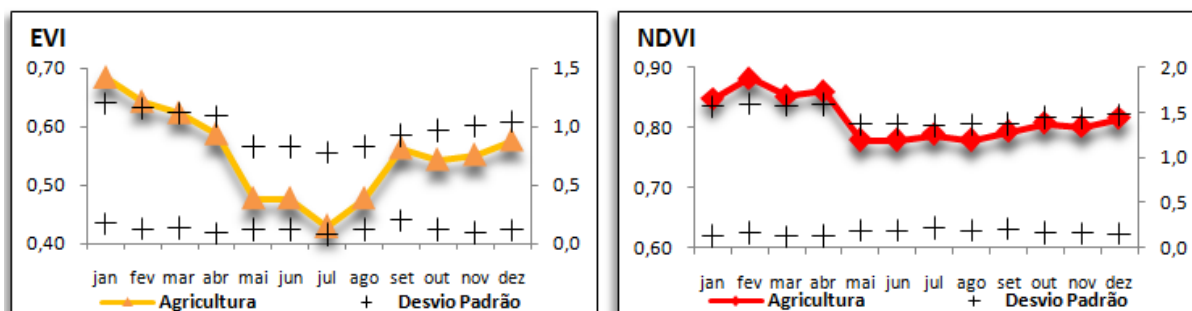 EVI
0,70 1,5
0,60 1,0
0,50 0,5
0,40 0,0
jan fev mar abr mai jun jul ago set out nov dez
Agricultura Desvio Padrão
NDVI
0,90 2,0
1,5
0,80
1,0
0,70
0,5
0,60 0,0
jan fev mar abr mai jun jul ago set out nov dez
Agricultura Desvio Padrão